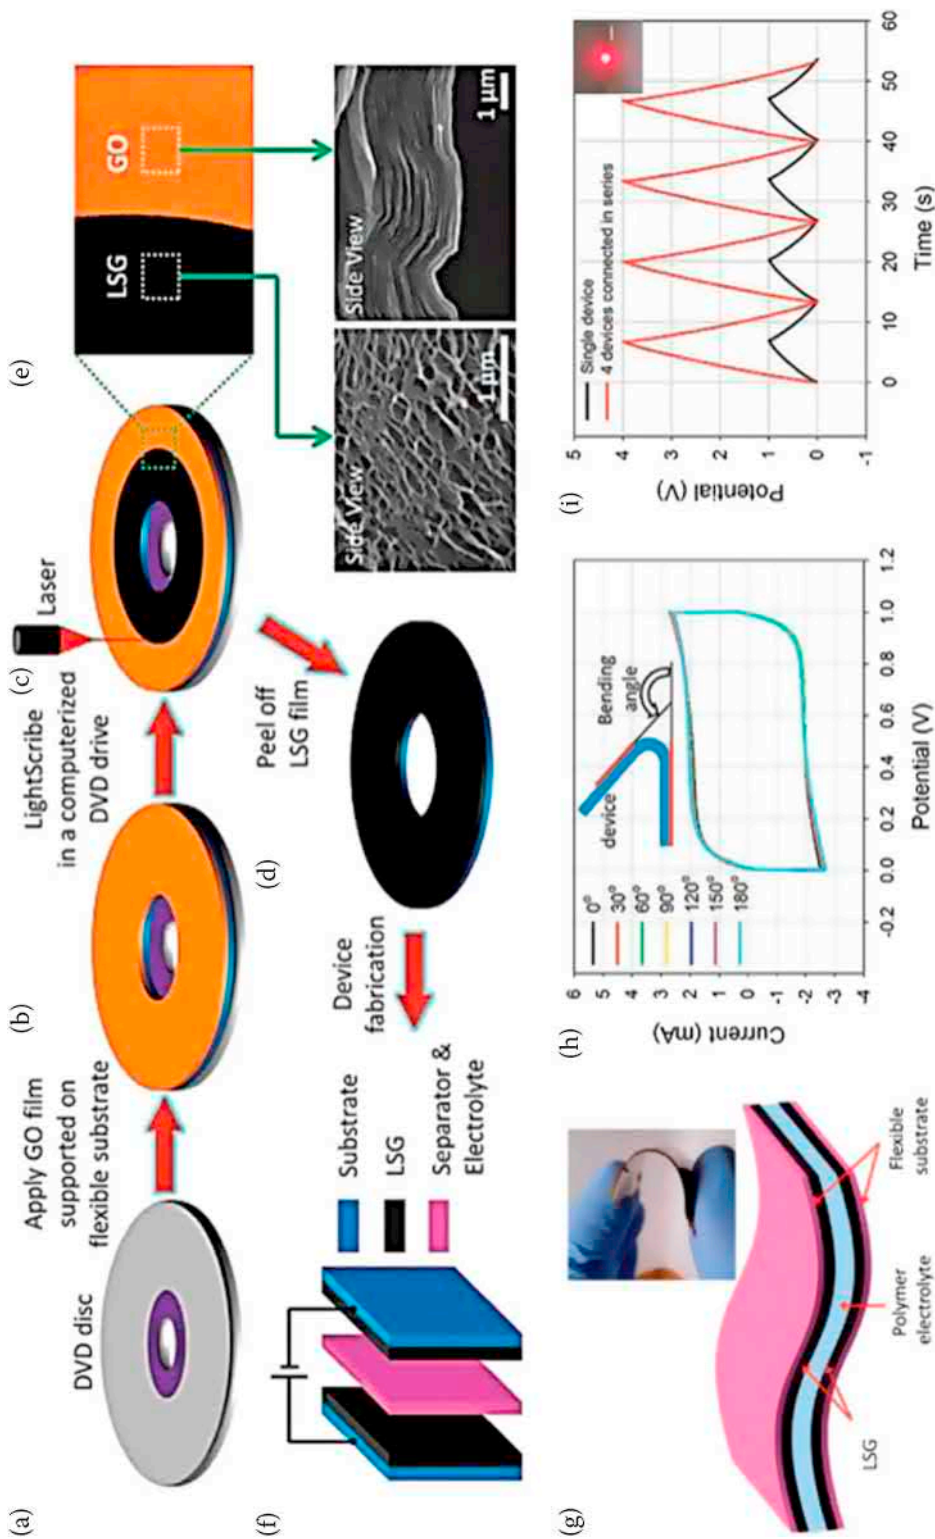 (a)
DVD disc
Apply GO film
supported on
flexible substrate
(b)
LightScribe
in a computerized
DVD drive
(c)
Laser
(d)
Peel off
LSG film
Device
fabrication
(e)
LSG
GO
Side View
1 µm
Side View
1 µm
(f)
Substrate
LSG
Separator &
Electrolyte
(g)
LSG
Polymer
electrolyte
Flexible
substrate
(h)
Current (mA)
6
5
4
3
2
1
0
-1
-2
-3
-4
0°
30°
60°
90°
120°
150°
180°
device
Bending
angle
-0.2
0.0
0.2
0.4
0.6
0.8
1.0
1.2
Potential (V)
(i)
Potential (V)
5
4
3
2
1
0
-1
Single device
4 devices connected in series
0
10
20
30
40
50
60
Time (s)